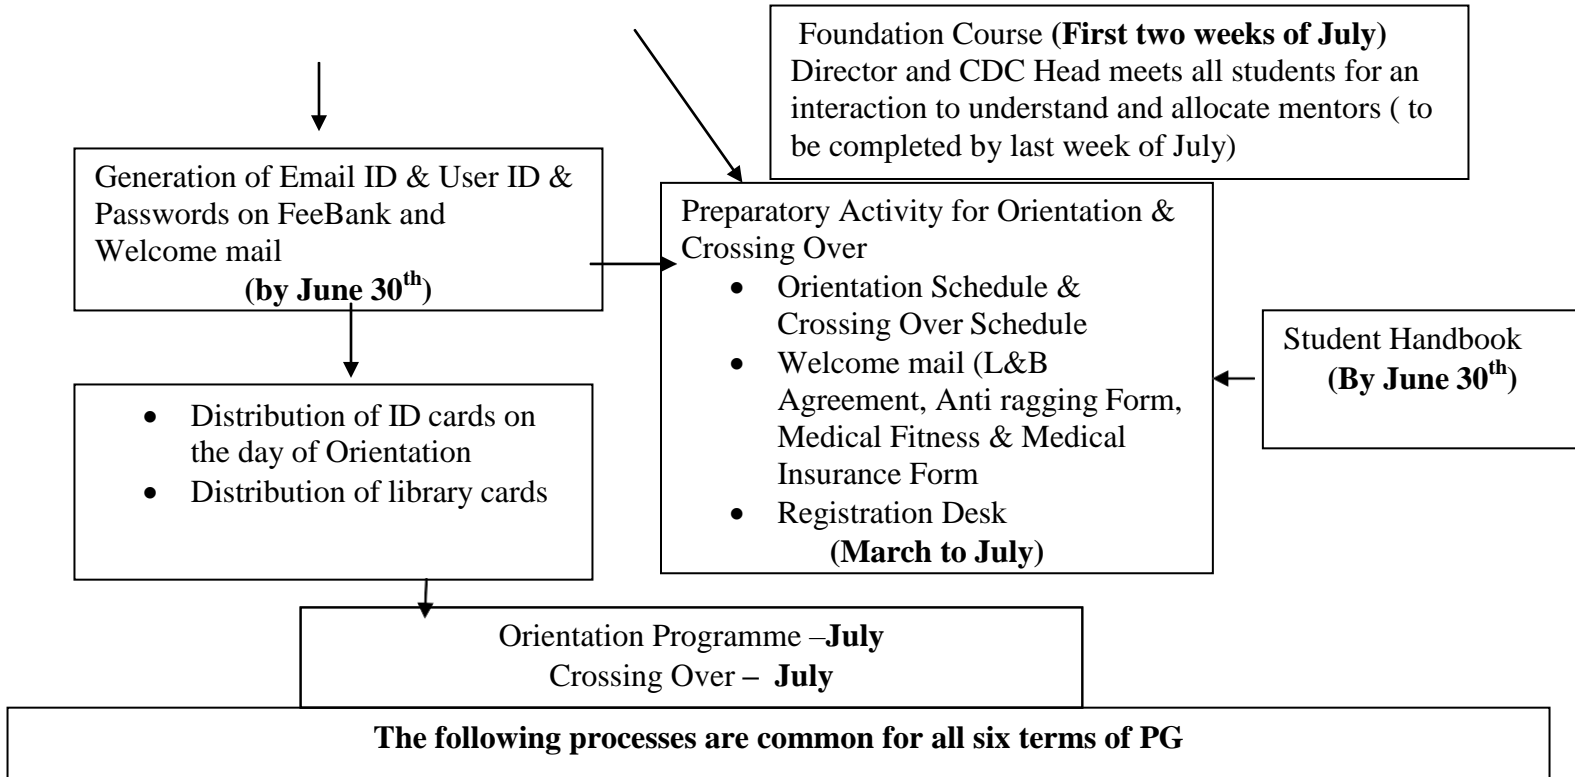 Foundation Course (First two weeks of July)
Director and CDC Head meets all students for an
interaction to understand and allocate mentors ( to
be completed by last week of July)
Generation of Email ID & User ID &
Passwords on FeeBank and
Welcome mail
(by June 30th)
Preparatory Activity for Orientation &
Crossing Over
• Orientation Schedule &
Crossing Over Schedule
• Welcome mail (L&B
Agreement, Anti ragging Form,
Medical Fitness & Medical
Insurance Form
• Registration Desk
(March to July)
Student Handbook
(By June 30th)
• Distribution of ID cards on
the day of Orientation
• Distribution of library cards
Orientation Programme –July
Crossing Over – July
The following processes are common for all six terms of PG